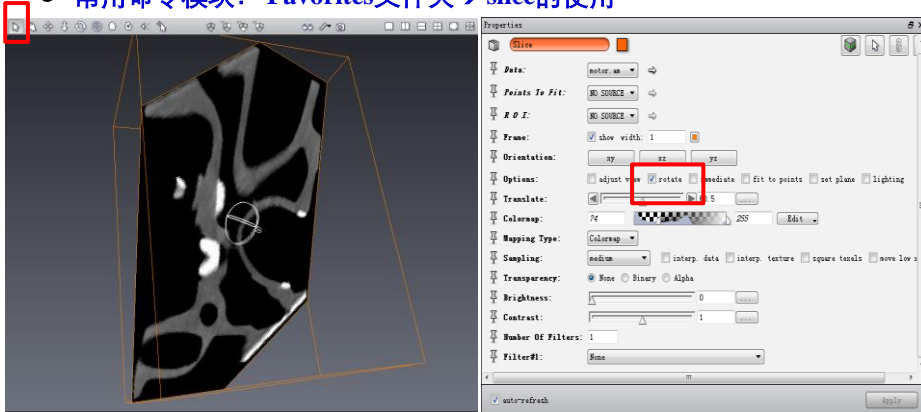 常用命令模块：Favorites文件夹→slice的使用
Properties
Slice
Data: motor.am
Points To Fit: NO SOURCE
R O I: NO SOURCE
Frame: show width: 1
Orientation: xy xz yz
Options: adjust view rotate immediate fit to points set plane lighting
Translate: ...
Colormap: 74 255 Edit
Mapping Type: Colormap
Sampling: medium interp. data interp. texture square texels move low
Transparency: None Binary Alpha
Brightness: 0 ...
Contrast: 1 ...
Number Of Filters: 1
Filter#1: None
auto-refresh Apply